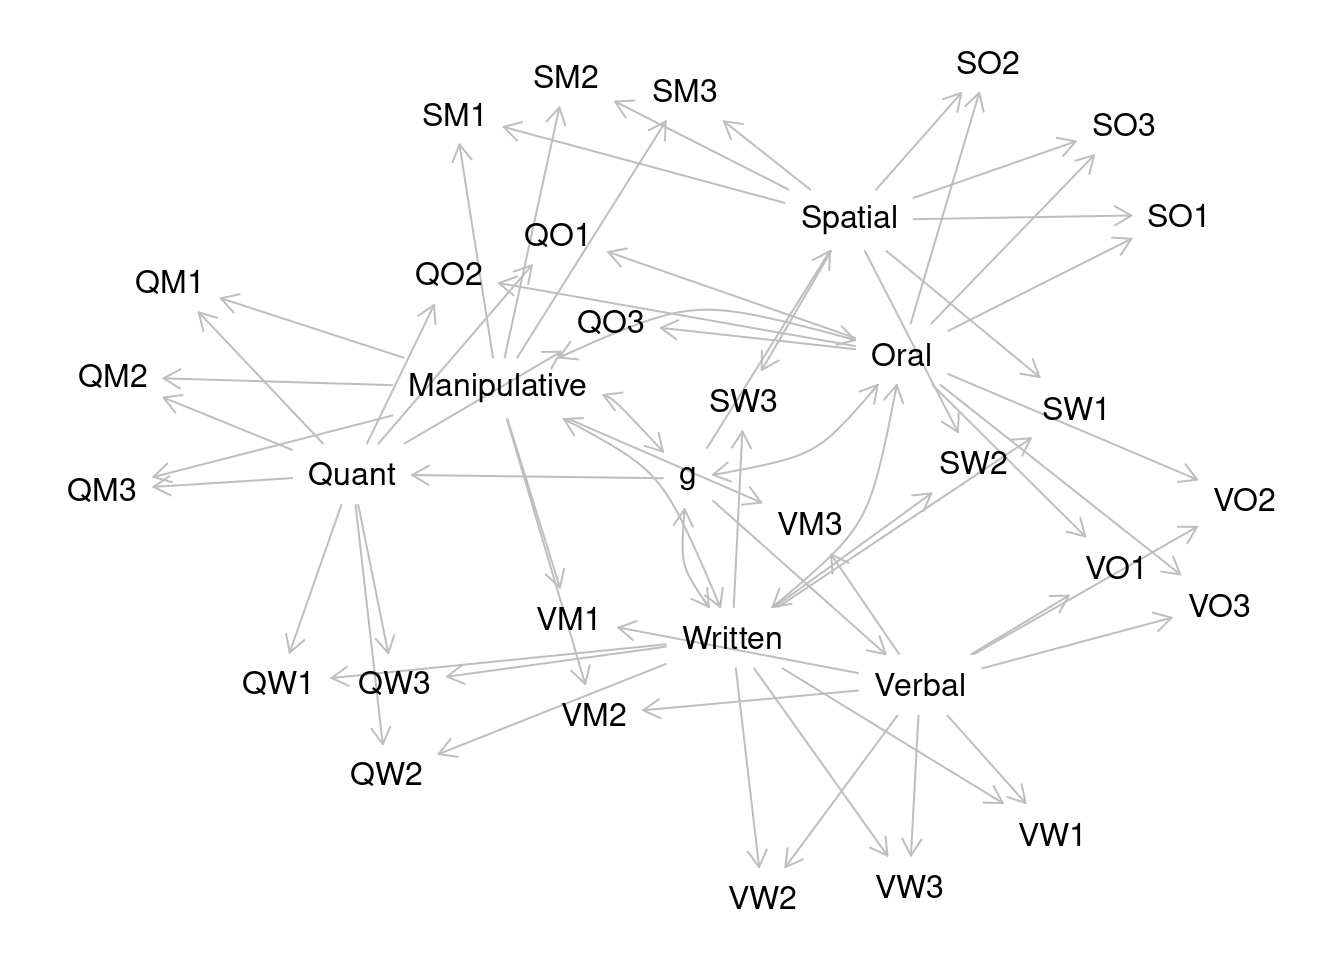 SO2
SM2
SM3
SM1
SO3
Spatial
SO1
QO1
QO2
QM1
QO3
Oral
QM2
Manipulative
SW3
SW1
SW2
Quant
g
QM3
VO2
VM3
VO1
VO3
VM1
Written
QW1
QW3
Verbal
VM2
QW2
VW1
VW3
VW2